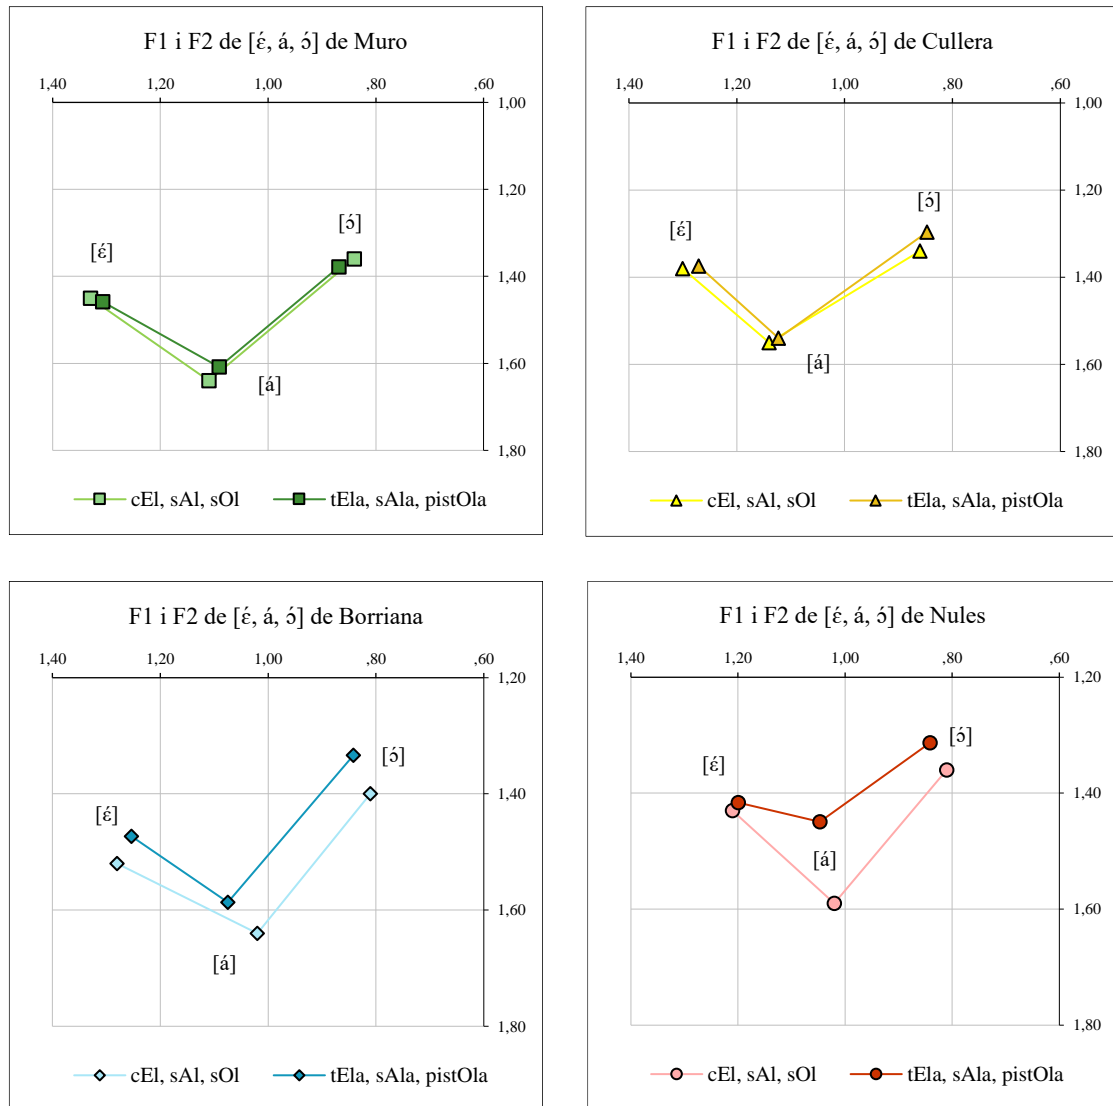 F1 i F2 de [ɛ́, á, ɔ́] de Muro
1,40 1,20 1,00 ,80 ,60
1,00
1,20
1,40
1,60
1,80
[ɛ́]
[á]
[ɔ́]
cEl, sAl, sOl tEla, sAla, pistOla
F1 i F2 de [ɛ́, á, ɔ́] de Cullera
1,40 1,20 1,00 ,80 ,60
1,00
1,20
1,40
1,60
1,80
[ɛ́]
[á]
[ɔ́]
cEl, sAl, sOl tEla, sAla, pistOla
F1 i F2 de [ɛ́, á, ɔ́] de Borriana
1,40 1,20 1,00 ,80 ,60
1,20
1,40
1,60
1,80
[ɛ́]
[á]
[ɔ́]
cEl, sAl, sOl tEla, sAla, pistOla
F1 i F2 de [ɛ́, á, ɔ́] de Nules
1,40 1,20 1,00 ,80 ,60
1,20
1,40
1,60
1,80
[ɛ́]
[á]
[ɔ́]
cEl, sAl, sOl tEla, sAla, pistOla